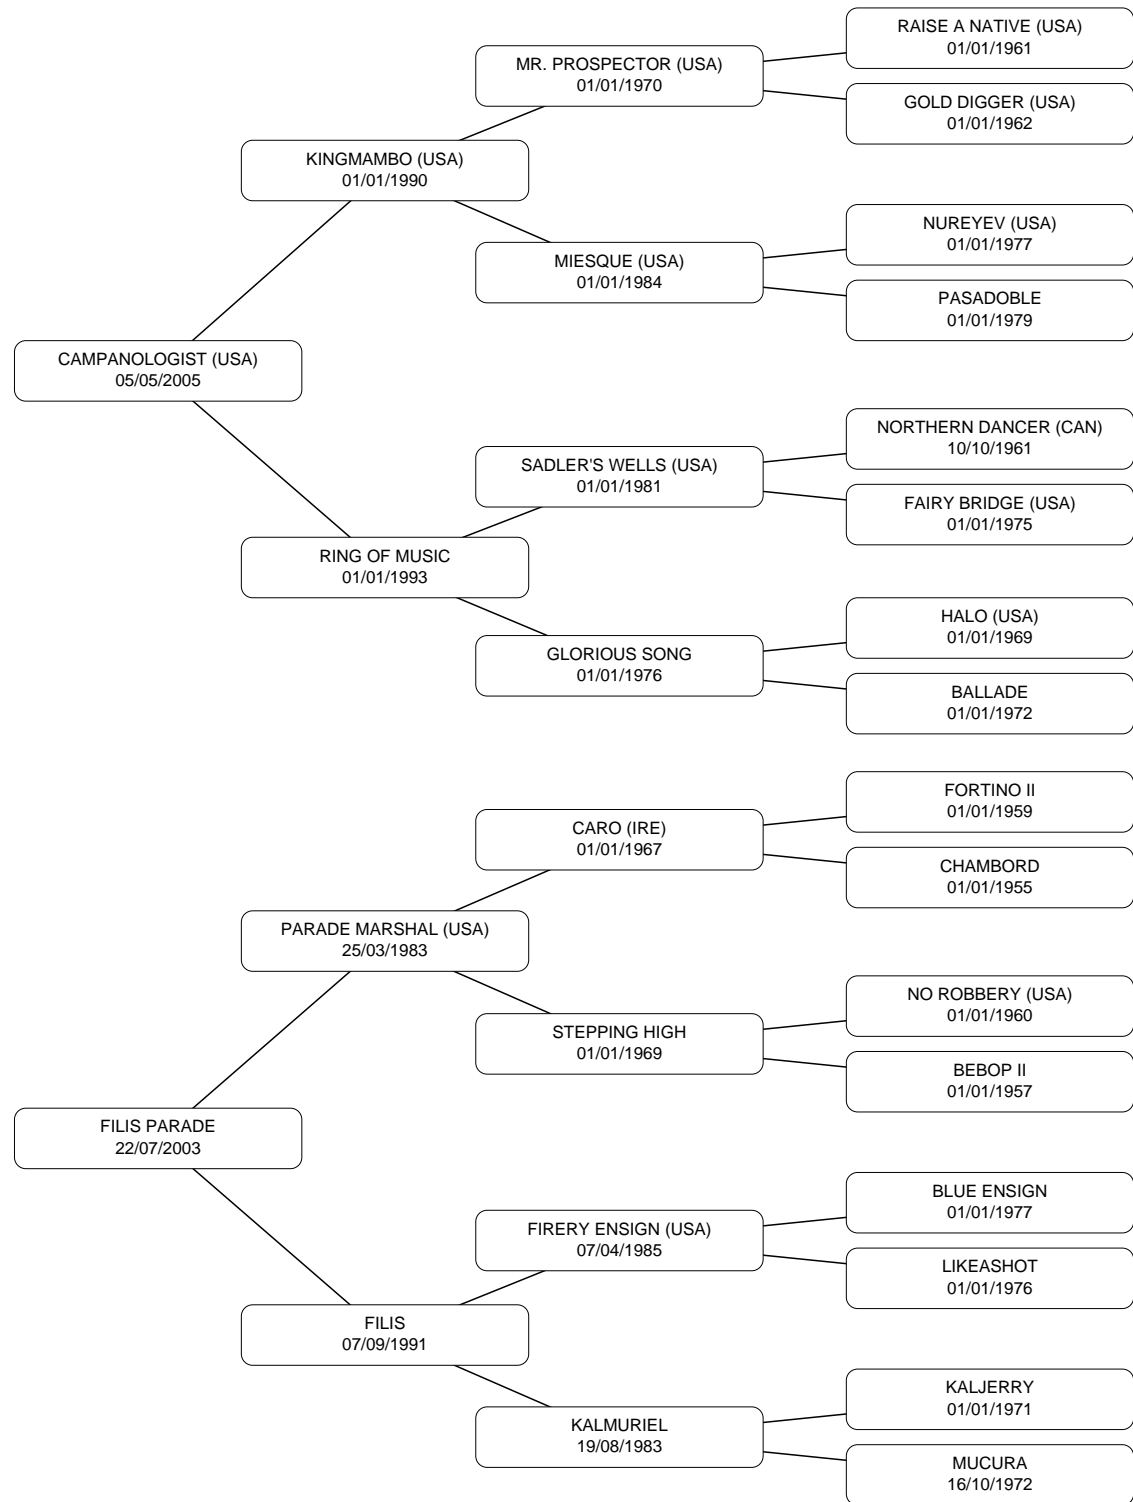 RAISE A NATIVE (USA)
01/01/1961
MR. PROSPECTOR (USA)
01/01/1970
GOLD DIGGER (USA)
01/01/1962
KINGMAMBO (USA)
01/01/1990
NUREYEV (USA)
01/01/1977
MIESQUE (USA)
01/01/1984
PASADOBLE
01/01/1979
CAMPANOLOGIST (USA)
05/05/2005
NORTHERN DANCER (CAN)
10/10/1961
SADLER'S WELLS (USA)
01/01/1981
FAIRY BRIDGE (USA)
01/01/1975
RING OF MUSIC
01/01/1993
HALO (USA)
01/01/1969
GLORIOUS SONG
01/01/1976
BALLADE
01/01/1972
FORTINO II
01/01/1959
CARO (IRE)
01/01/1967
CHAMBORD
01/01/1955
PARADE MARSHAL (USA)
25/03/1983
NO ROBBERY (USA)
01/01/1960
STEPPING HIGH
01/01/1969
BEBOP II
01/01/1957
FILIS PARADE
22/07/2003
BLUE ENSIGN
01/01/1977
FIRERY ENSIGN (USA)
07/04/1985
LIKEASHOT
01/01/1976
FILIS
07/09/1991
KALJERRY
01/01/1971
KALMURIEL
19/08/1983
MUCURA
16/10/1972